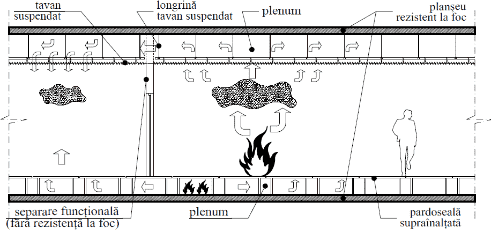 tavan
suspendat
longrină
tavan suspendat
plenum
planșeu
rezistent la foc
separare funcțională
(fără rezistență la foc)
plenum
pardoseală
supraînălțată